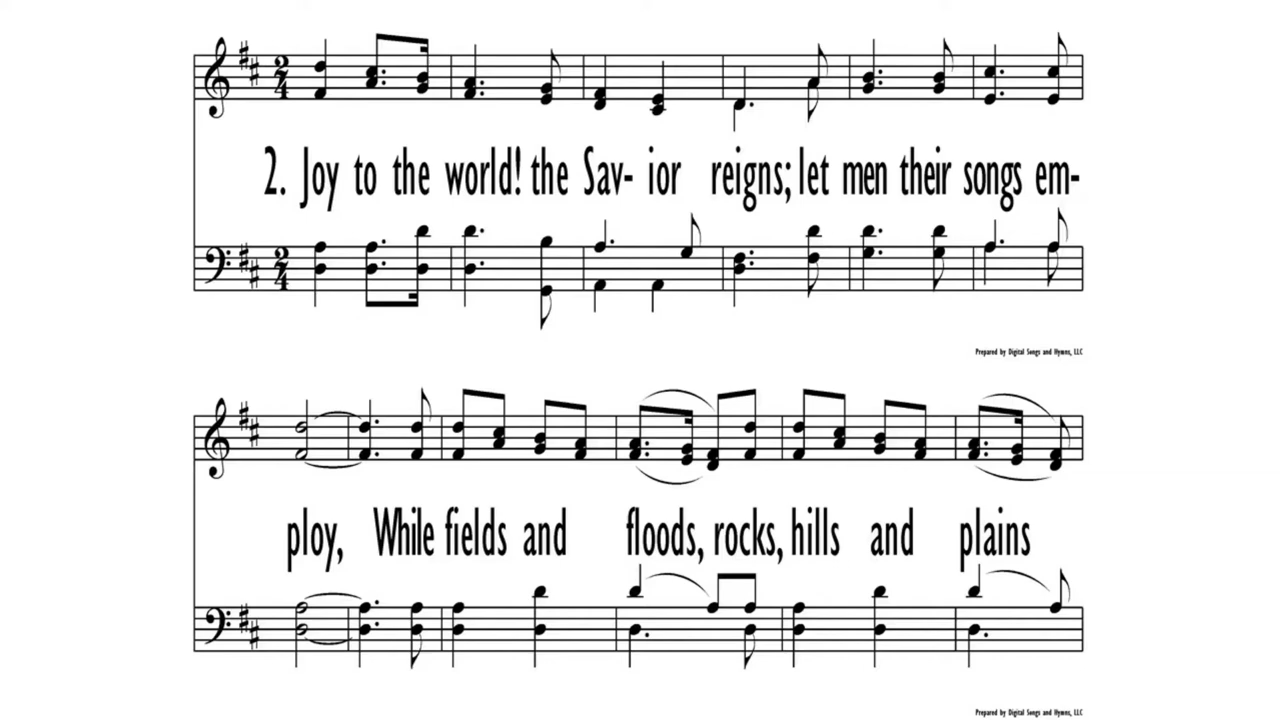 2. Joy to the world! the Sav- ior reigns; let men their songs em-
Prepared by Digital Songs and Hymns, LLC
ploy, While fields and floods, rocks, hills and plains
Prepared by Digital Songs and Hymns, LLC